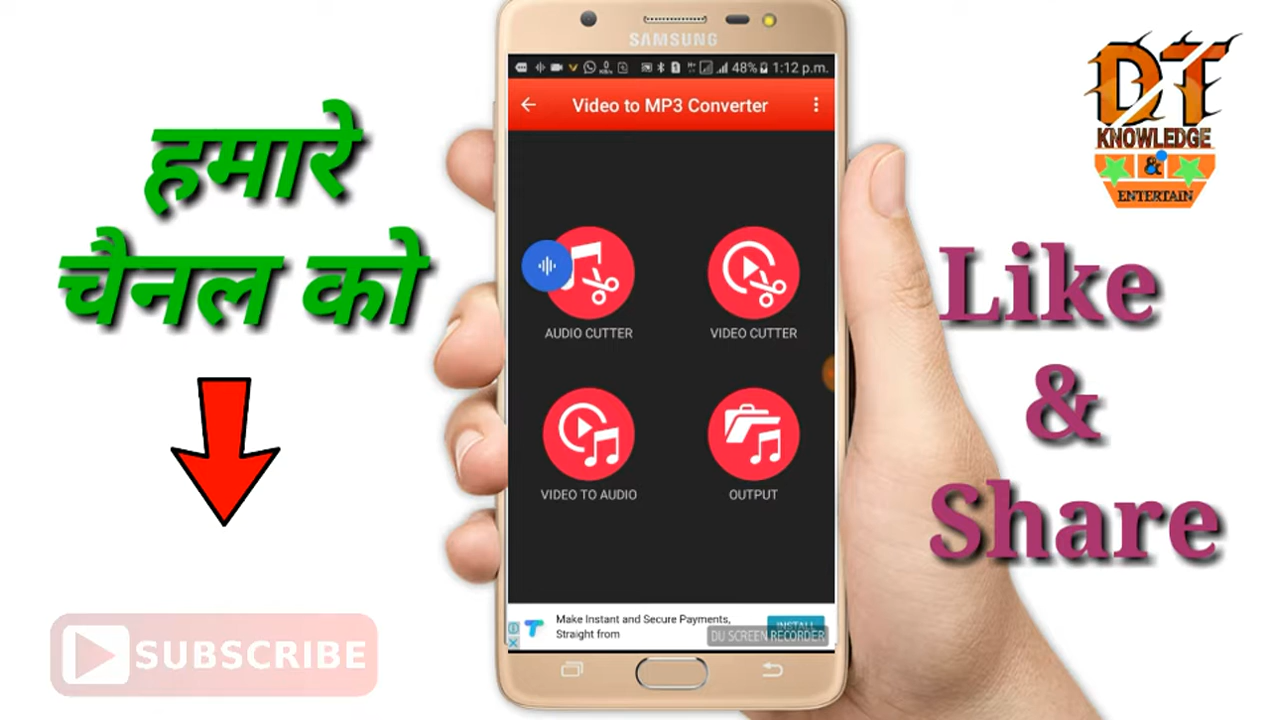 हमारे
चैनल को
SUBSCRIBE
SAMSUNG
48% 1:12 p.m.
Video to MP3 Converter
AUDIO CUTTER
VIDEO CUTTER
VIDEO TO AUDIO
OUTPUT
Make Instant and Secure Payments,
Straight from
INSTALL
DU SCREEN RECORDER
DT
KNOWLEDGE
&
ENTERTAIN
Like
&
Share